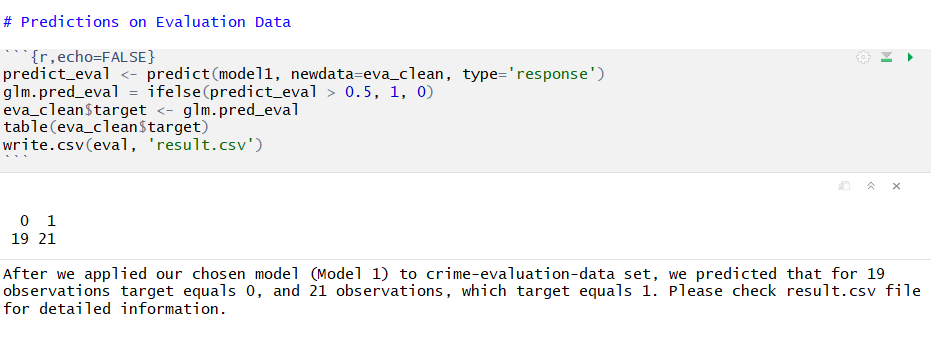 # Predictions on Evaluation Data
```{r,echo=FALSE}
predict_eval <- predict(model1, newdata=eva_clean, type='response')
glm.pred_eval = ifelse(predict_eval > 0.5, 1, 0)
eva_clean$target <- glm.pred_eval
table(eva_clean$target)
write.csv(eval, 'result.csv')
```
0 1
19 21
After we applied our chosen model (Model 1) to crime-evaluation-data set, we predicted that for 19
observations target equals 0, and 21 observations, which target equals 1. Please check result.csv file
for detailed information.